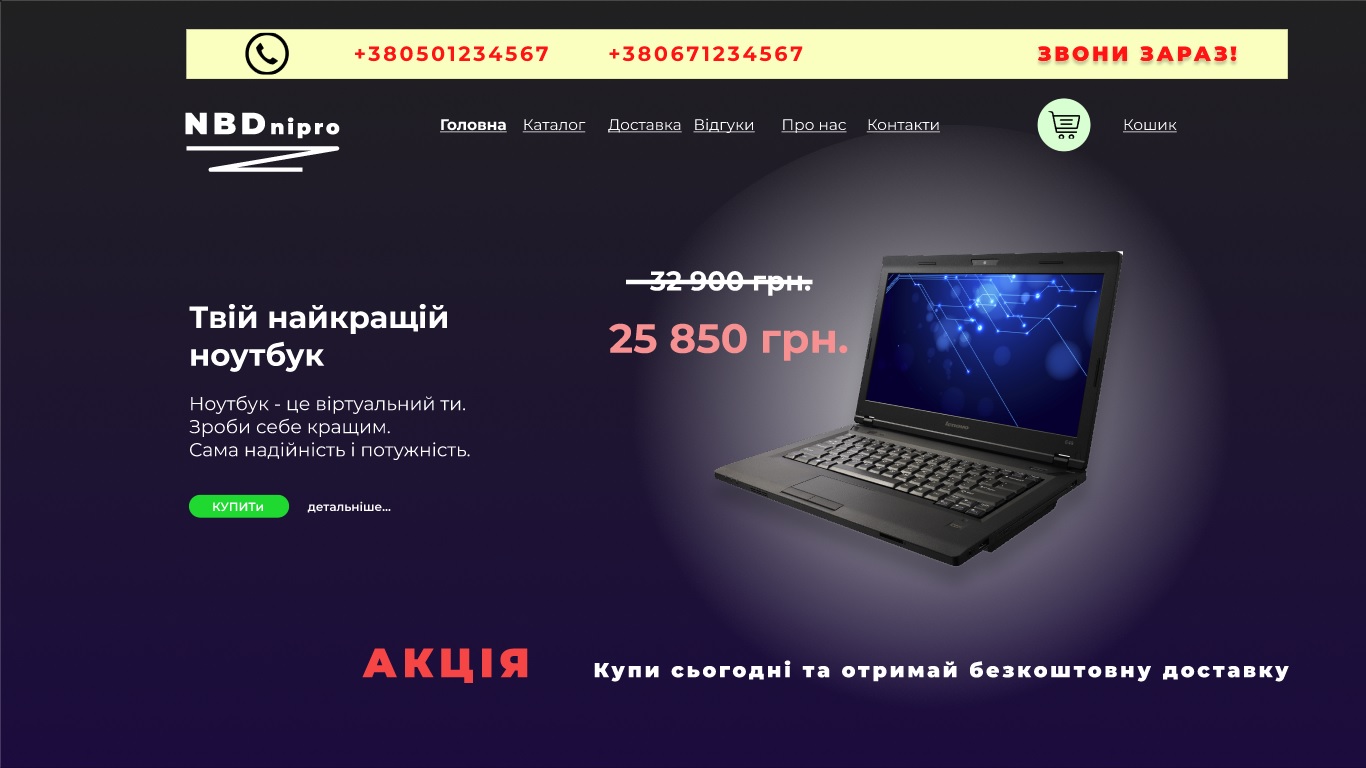 +380501234567 +380671234567 ЗВОНИ ЗАРАЗ!
NBDnipro Головна Каталог Доставка Відгуки Про нас Контакти Кошик
32 900 грн.
25 850 грн.
Твій найкращій
ноутбук
Ноутбук - це віртуальний ти.
Зроби себе кращим.
Сама надійність і потужність.
КУПИТи детальніше...
АКЦІЯ Купи сьогодні та отримай безкоштовну доставку